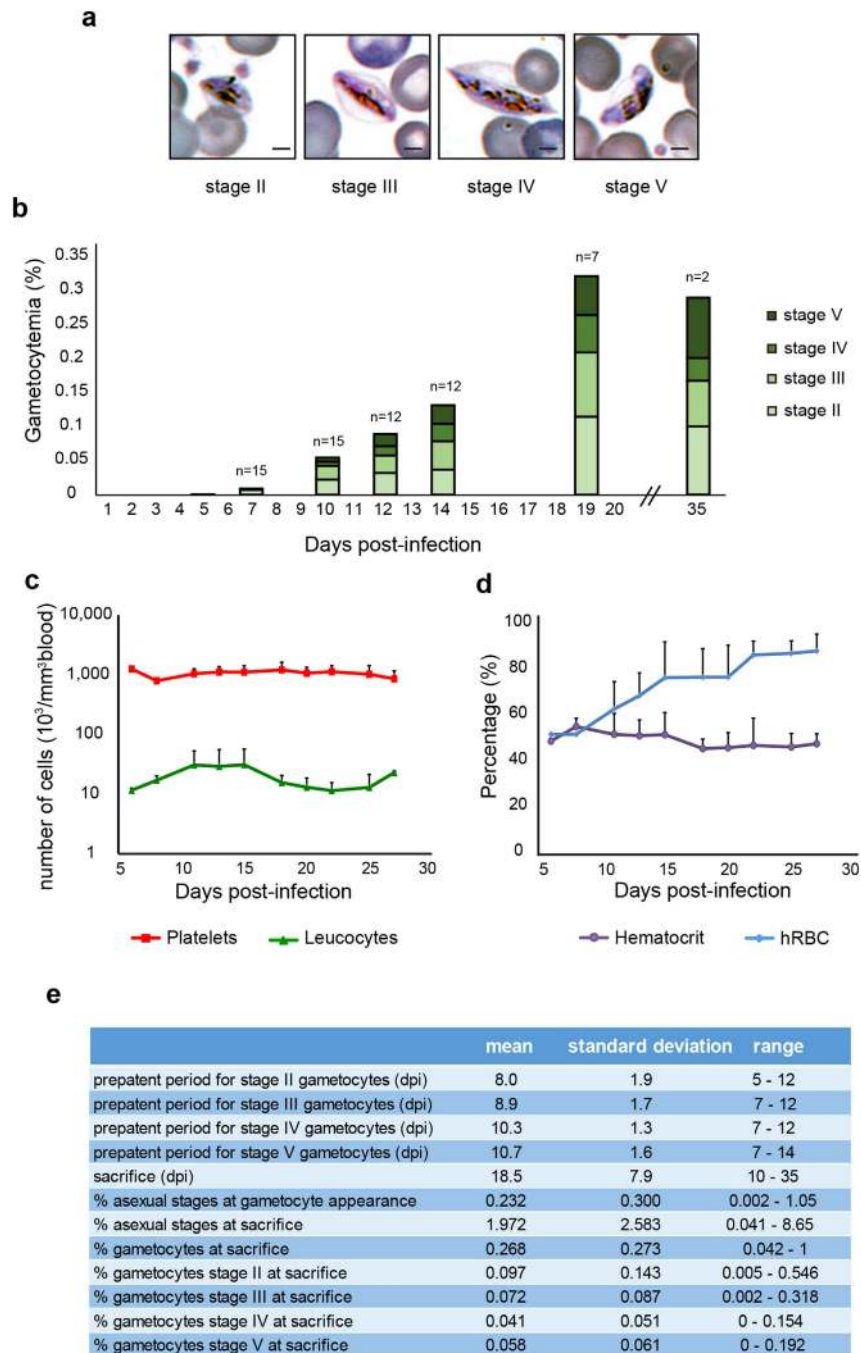 a
stage II stage III stage IV stage V
b
Gametocytemia (%)
0.35
0.3
0.25
0.2
0.15
0.1
0.05
0
n=15
n=15
n=12
n=12
n=7
n=2
stage V
stage IV
stage III
stage II
1 2 3 4 5 6 7 8 9 10 11 12 13 14 15 16 17 18 19 20 // 35
Days post-infection
c
number of cells (10³/mm³blood)
10,000
1,000
100
10
1
5 10 15 20 25 30
Days post-infection
Platelets Leucocytes
d
Percentage (%)
100
80
60
40
20
0
5 10 15 20 25 30
Days post-infection
Hematocrit hRBC
e
mean standard deviation range
prepatent period for stage II gametocytes (dpi) 8.0 1.9 5 - 12
prepatent period for stage III gametocytes (dpi) 8.9 1.7 7 - 12
prepatent period for stage IV gametocytes (dpi) 10.3 1.3 7 - 12
prepatent period for stage V gametocytes (dpi) 10.7 1.6 7 - 14
sacrifice (dpi) 18.5 7.9 10 - 35
% asexual stages at gametocyte appearance 0.232 0.300 0.002 - 1.05
% asexual stages at sacrifice 1.972 2.583 0.041 - 8.65
% gametocytes at sacrifice 0.268 0.273 0.042 - 1
% gametocytes stage II at sacrifice 0.097 0.143 0.005 - 0.546
% gametocytes stage III at sacrifice 0.072 0.087 0.002 - 0.318
% gametocytes stage IV at sacrifice 0.041 0.051 0 - 0.154
% gametocytes stage V at sacrifice 0.058 0.061 0 - 0.192